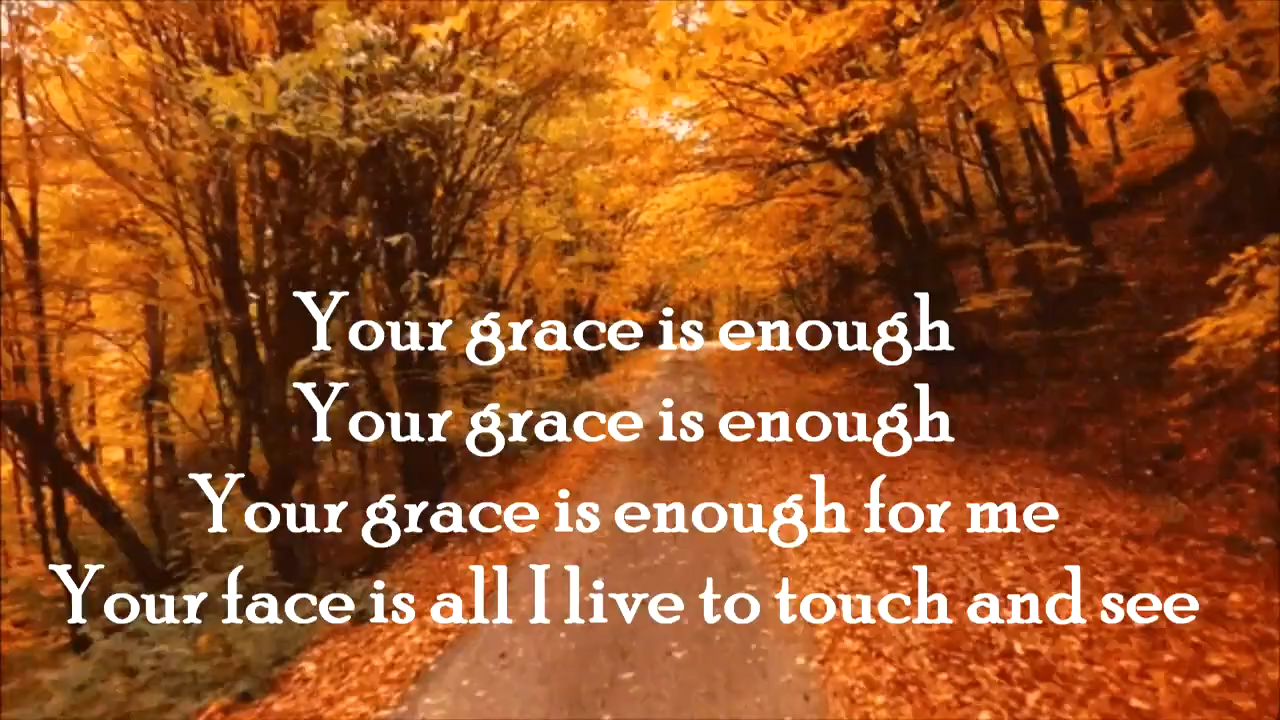 Your grace is enough
Your grace is enough
Your grace is enough for me
Your face is all I live to touch and see